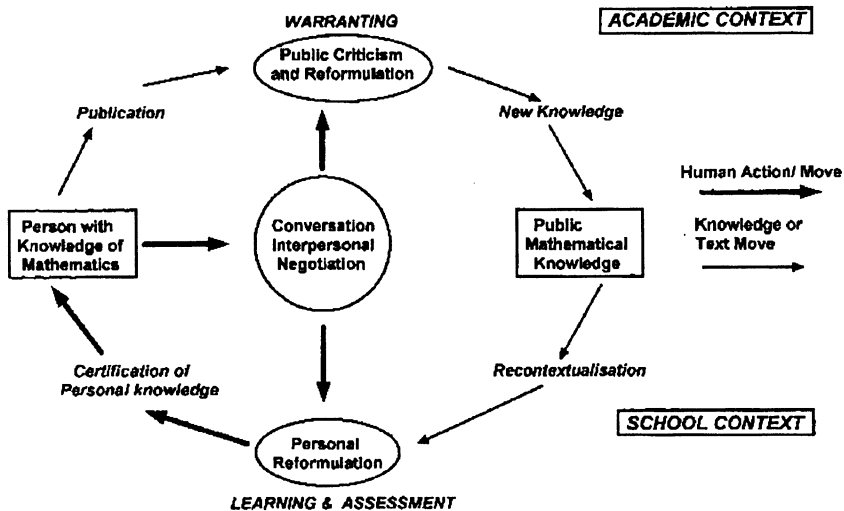 WARRANTING
ACADEMIC CONTEXT
Public Criticism
and Reformulation
Publication
New Knowledge
Human Action/ Move
Person with
Knowledge of
Mathematics
Conversation
Interpersonal
Negotiation
Public
Mathematical
Knowledge
Knowledge or
Text Move
Certification of
Personal knowledge
Recontextualisation
Personal
Reformulation
SCHOOL CONTEXT
LEARNING & ASSESSMENT